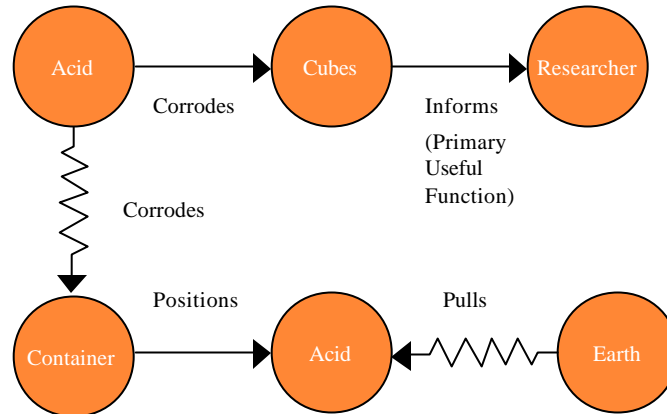 Acid
Cubes
Researcher
Corrodes
Informs
(Primary
Useful
Function)
Corrodes
Positions
Pulls
Container
Acid
Earth